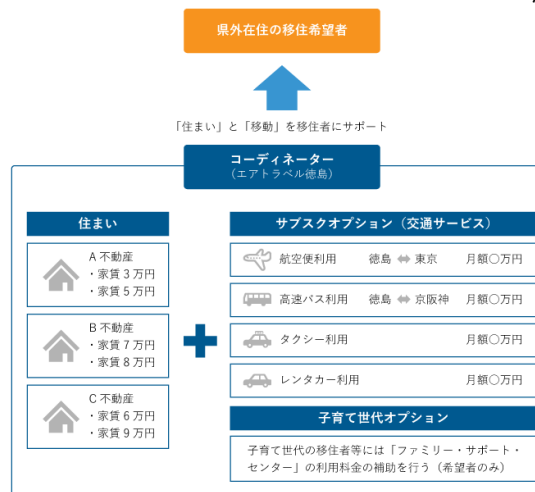 県外在住の移住希望者
「住まい」と「移動」を移住者にサポート
コーディネーター
（エアトラベル徳島）
住まい
A 不動産
・家賃 3 万円
・家賃 5 万円
B 不動産
・家賃 7 万円
・家賃 8 万円
C 不動産
・家賃 6 万円
・家賃 9 万円
サブスクオプション（交通サービス）
航空便利用 徳島 ⇔ 東京 月額〇万円
高速バス利用 徳島 ⇔ 京阪神 月額〇万円
タクシー利用 月額〇万円
レンタカー利用 月額〇万円
子育て世代オプション
子育て世代の移住者等には「ファミリー・サポート・
センター」の利用料金の補助を行う（希望者のみ）